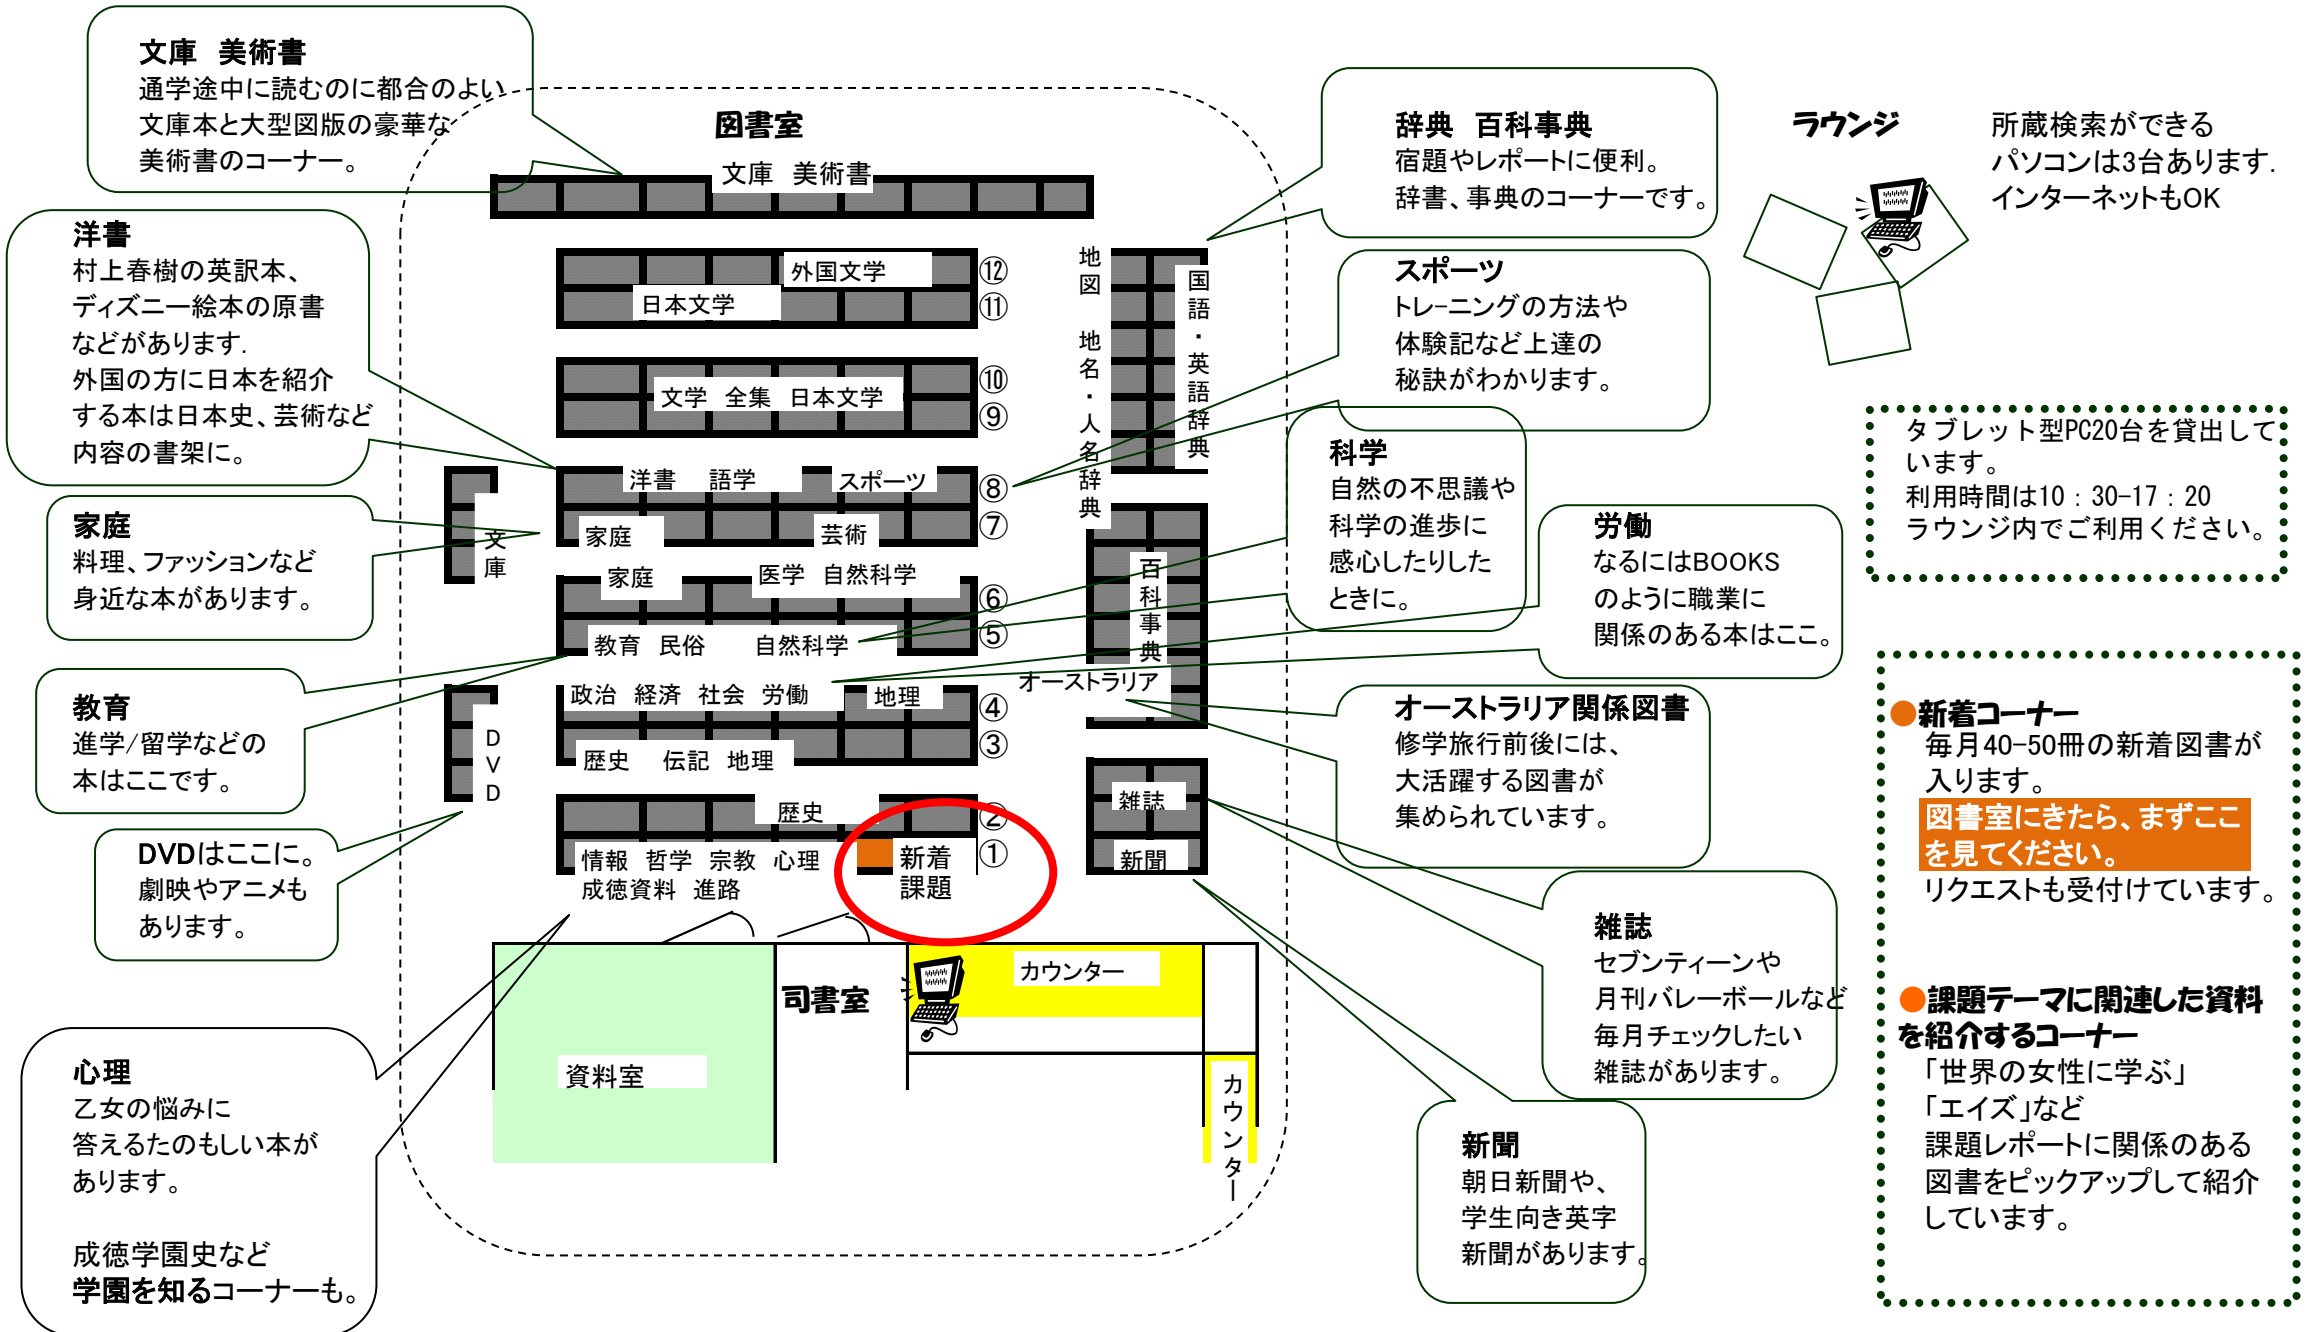 文庫 美術書
通学途中に読むのに都合のよい
文庫本と大型図版の豪華な
美術書のコーナー。
洋書
村上春樹の英訳本、
ディズニー絵本の原書
などがあります.
外国の方に日本を紹介
する本は日本史、芸術など
内容の書架に。
家庭
料理、ファッションなど
身近な本があります。
教育
進学/留学などの
本はここです。
DVDはここに。
劇映やアニメも
あります。
心理
乙女の悩みに
答えるたのもしい本が
あります。
成徳学園史など
学園を知るコーナーも。
図書室
文庫 美術書
外国文学
⑫
日本文学
⑪
⑩
文学 全集 日本文学
⑨
洋書 語学
スポーツ
⑧
家庭
芸術
⑦
家庭
医学 自然科学
⑥
教育 民俗 自然科学
⑤
政治 経済 社会 労働
地理
④
歴史 伝記 地理
③
歴史
②
情報 哲学 宗教 心理
成徳資料 進路
新着
課題
①
文庫
DVD
地図 地名・人名辞典
国語・英語辞典
百科事典
オーストラリア
雑誌
新聞
司書室
資料室
カウンター
カウンター
辞典 百科事典
宿題やレポートに便利。
辞書、事典のコーナーです。
スポーツ
トレーニングの方法や
体験記など上達の
秘訣がわかります。
科学
自然の不思議や
科学の進歩に
感心したりした
ときに。
労働
なるにはBOOKS
のように職業に
関係のある本はここ。
オーストラリア関係図書
修学旅行前後には、
大活躍する図書が
集められています。
雑誌
セブンティーンや
月刊バレーボールなど
毎月チェックしたい
雑誌があります。
新聞
朝日新聞や、
学生向き英字
新聞があります。
ラウンジ
所蔵検索ができる
パソコンは3台あります.
インターネットもOK
タブレット型PC20台を貸出して
います。
利用時間は10：30-17：20
ラウンジ内でご利用ください。
●新着コーナー
毎月40-50冊の新着図書が
入ります。
図書室にきたら、まずここ
を見てください。
リクエストも受付けています。
●課題テーマに関連した資料
を紹介するコーナー
「世界の女性に学ぶ」
「エイズ」など
課題レポートに関係のある
図書をピックアップして紹介
しています。